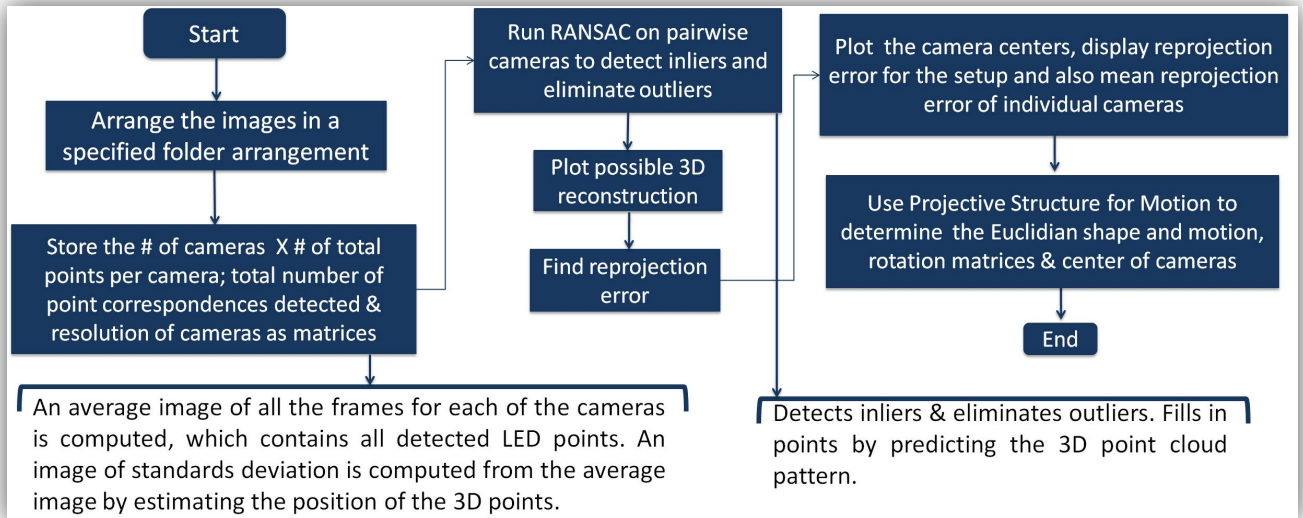 Start
Arrange the images in a
specified folder arrangement
Store the # of cameras X # of total
points per camera; total number of
point correspondences detected &
resolution of cameras as matrices
An average image of all the frames for each of the cameras
is computed, which contains all detected LED points. An
image of standards deviation is computed from the average
image by estimating the position of the 3D points.
Run RANSAC on pairwise
cameras to detect inliers and
eliminate outliers
Plot possible 3D
reconstruction
Find reprojection
error
Detects inliers & eliminates outliers. Fills in
points by predicting the 3D point cloud
pattern.
Plot the camera centers, display reprojection
error for the setup and also mean reprojection
error of individual cameras
Use Projective Structure for Motion to
determine the Euclidian shape and motion,
rotation matrices & center of cameras
End